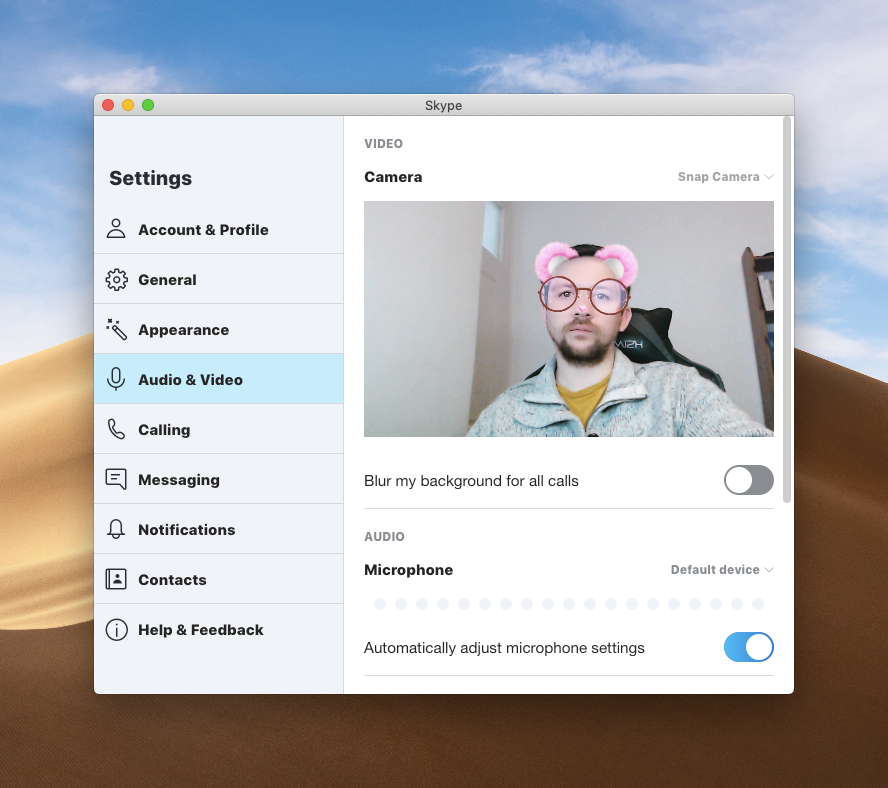 Skype
Settings
Account & Profile
General
Appearance
Audio & Video
Calling
Messaging
Notifications
Contacts
Help & Feedback
VIDEO
Camera
Snap Camera
Blur my background for all calls
AUDIO
Microphone
Default device
Automatically adjust microphone settings